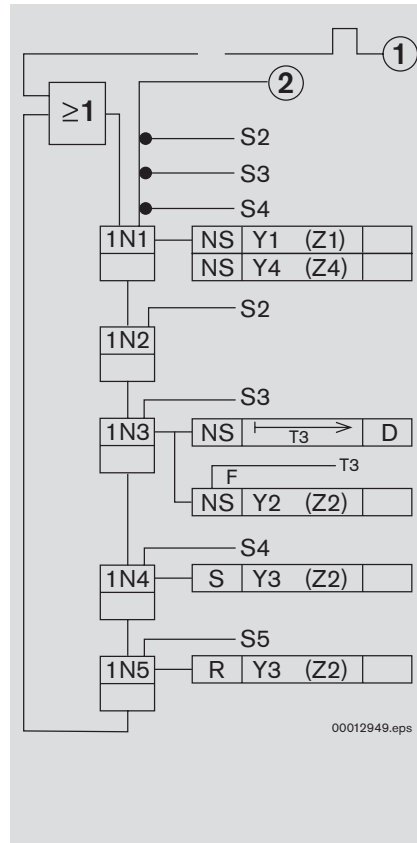 1
≥1
2
S2
S3
S4
1N1 NS Y1 (Z1)
NS Y4 (Z4)
S2
1N2
S3
1N3 NS T3 D
F T3
NS Y2 (Z2)
S4
1N4 S Y3 (Z2)
S5
1N5 R Y3 (Z2)
00012949.eps